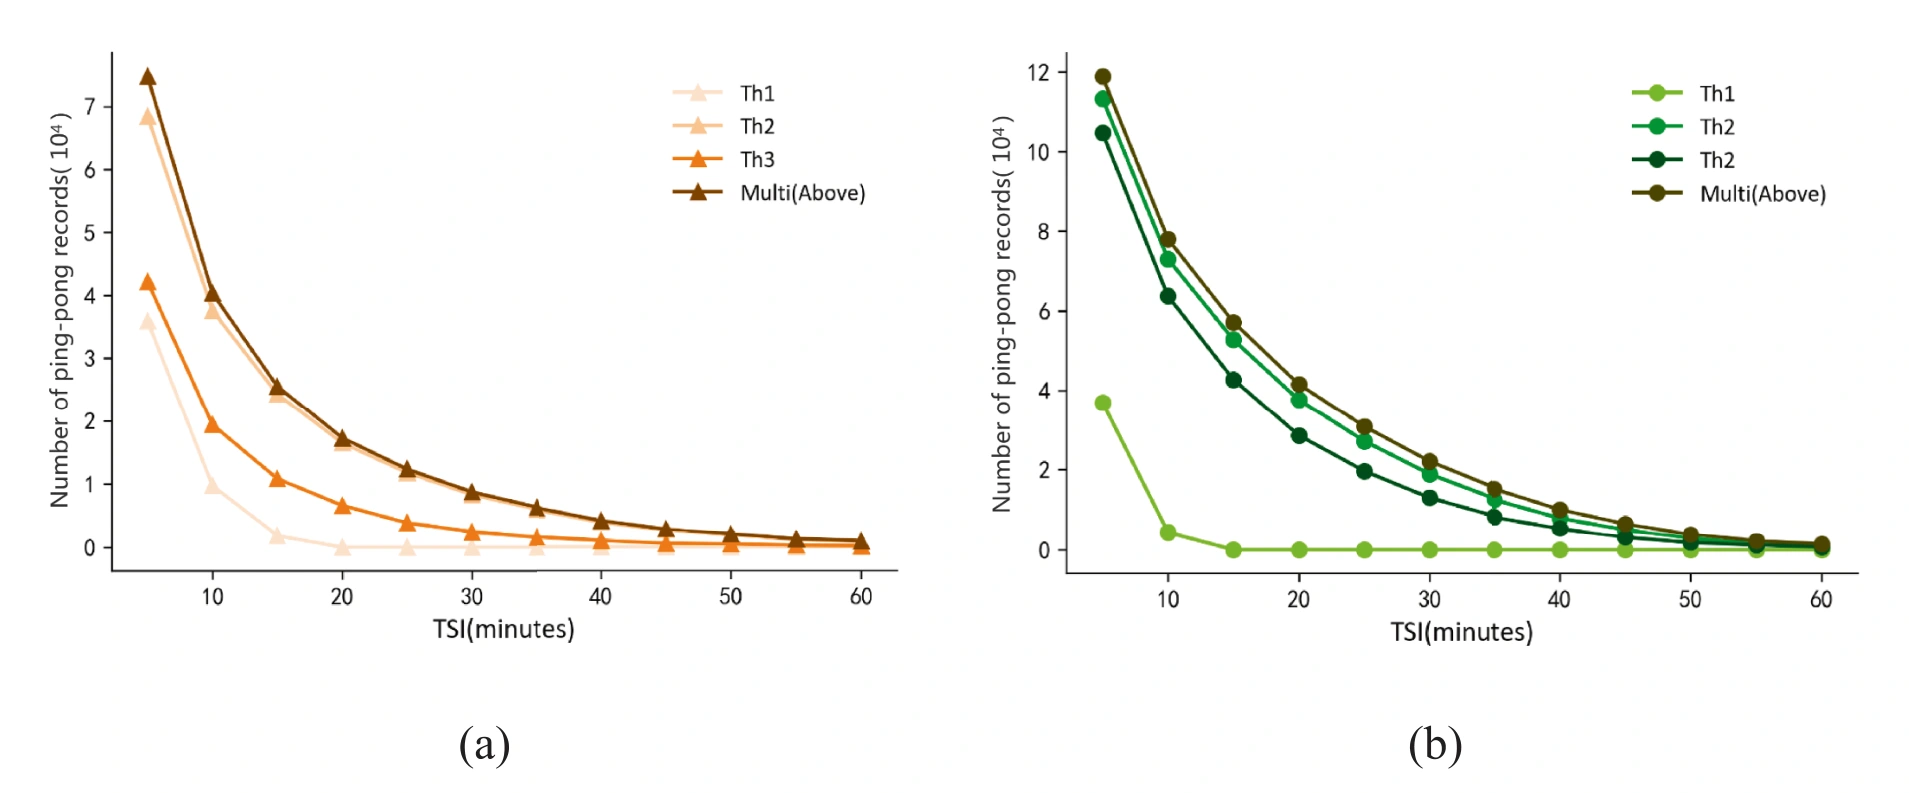 Number of ping-pong records( 10⁴ )
7
6
5
4
3
2
1
0
10 20 30 40 50 60
TSI(minutes)
Th1
Th2
Th3
Multi(Above)
(a)
Number of ping-pong records( 10⁴ )
12
10
8
6
4
2
0
10 20 30 40 50 60
TSI(minutes)
Th1
Th2
Th2
Multi(Above)
(b)